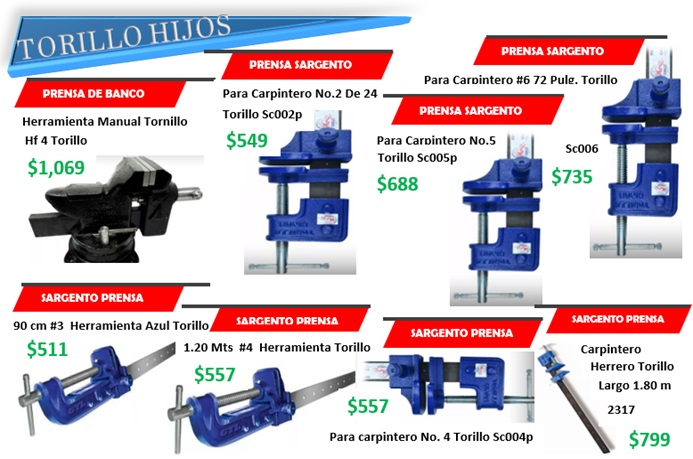 TORILLO HIJOS
PRENSA DE BANCO
Herramienta Manual Tornillo
Hf 4 Torillo
$1,069
PRENSA SARGENTO
Para Carpintero No.2 De 24
Torillo Sc002p
$549
PRENSA SARGENTO
Para Carpintero No.5
Torillo Sc005p
$688
PRENSA SARGENTO
Para Carpintero #6 72 Pulg. Torillo
Sc006
$735
SARGENTO PRENSA
90 cm #3 Herramienta Azul Torillo
$511
SARGENTO PRENSA
1.20 Mts #4 Herramienta Torillo
$557
SARGENTO PRENSA
$557
Para carpintero No. 4 Torillo Sc004p
SARGENTO PRENSA
Carpintero
Herrero Torillo
Largo 1.80 m
2317
$799